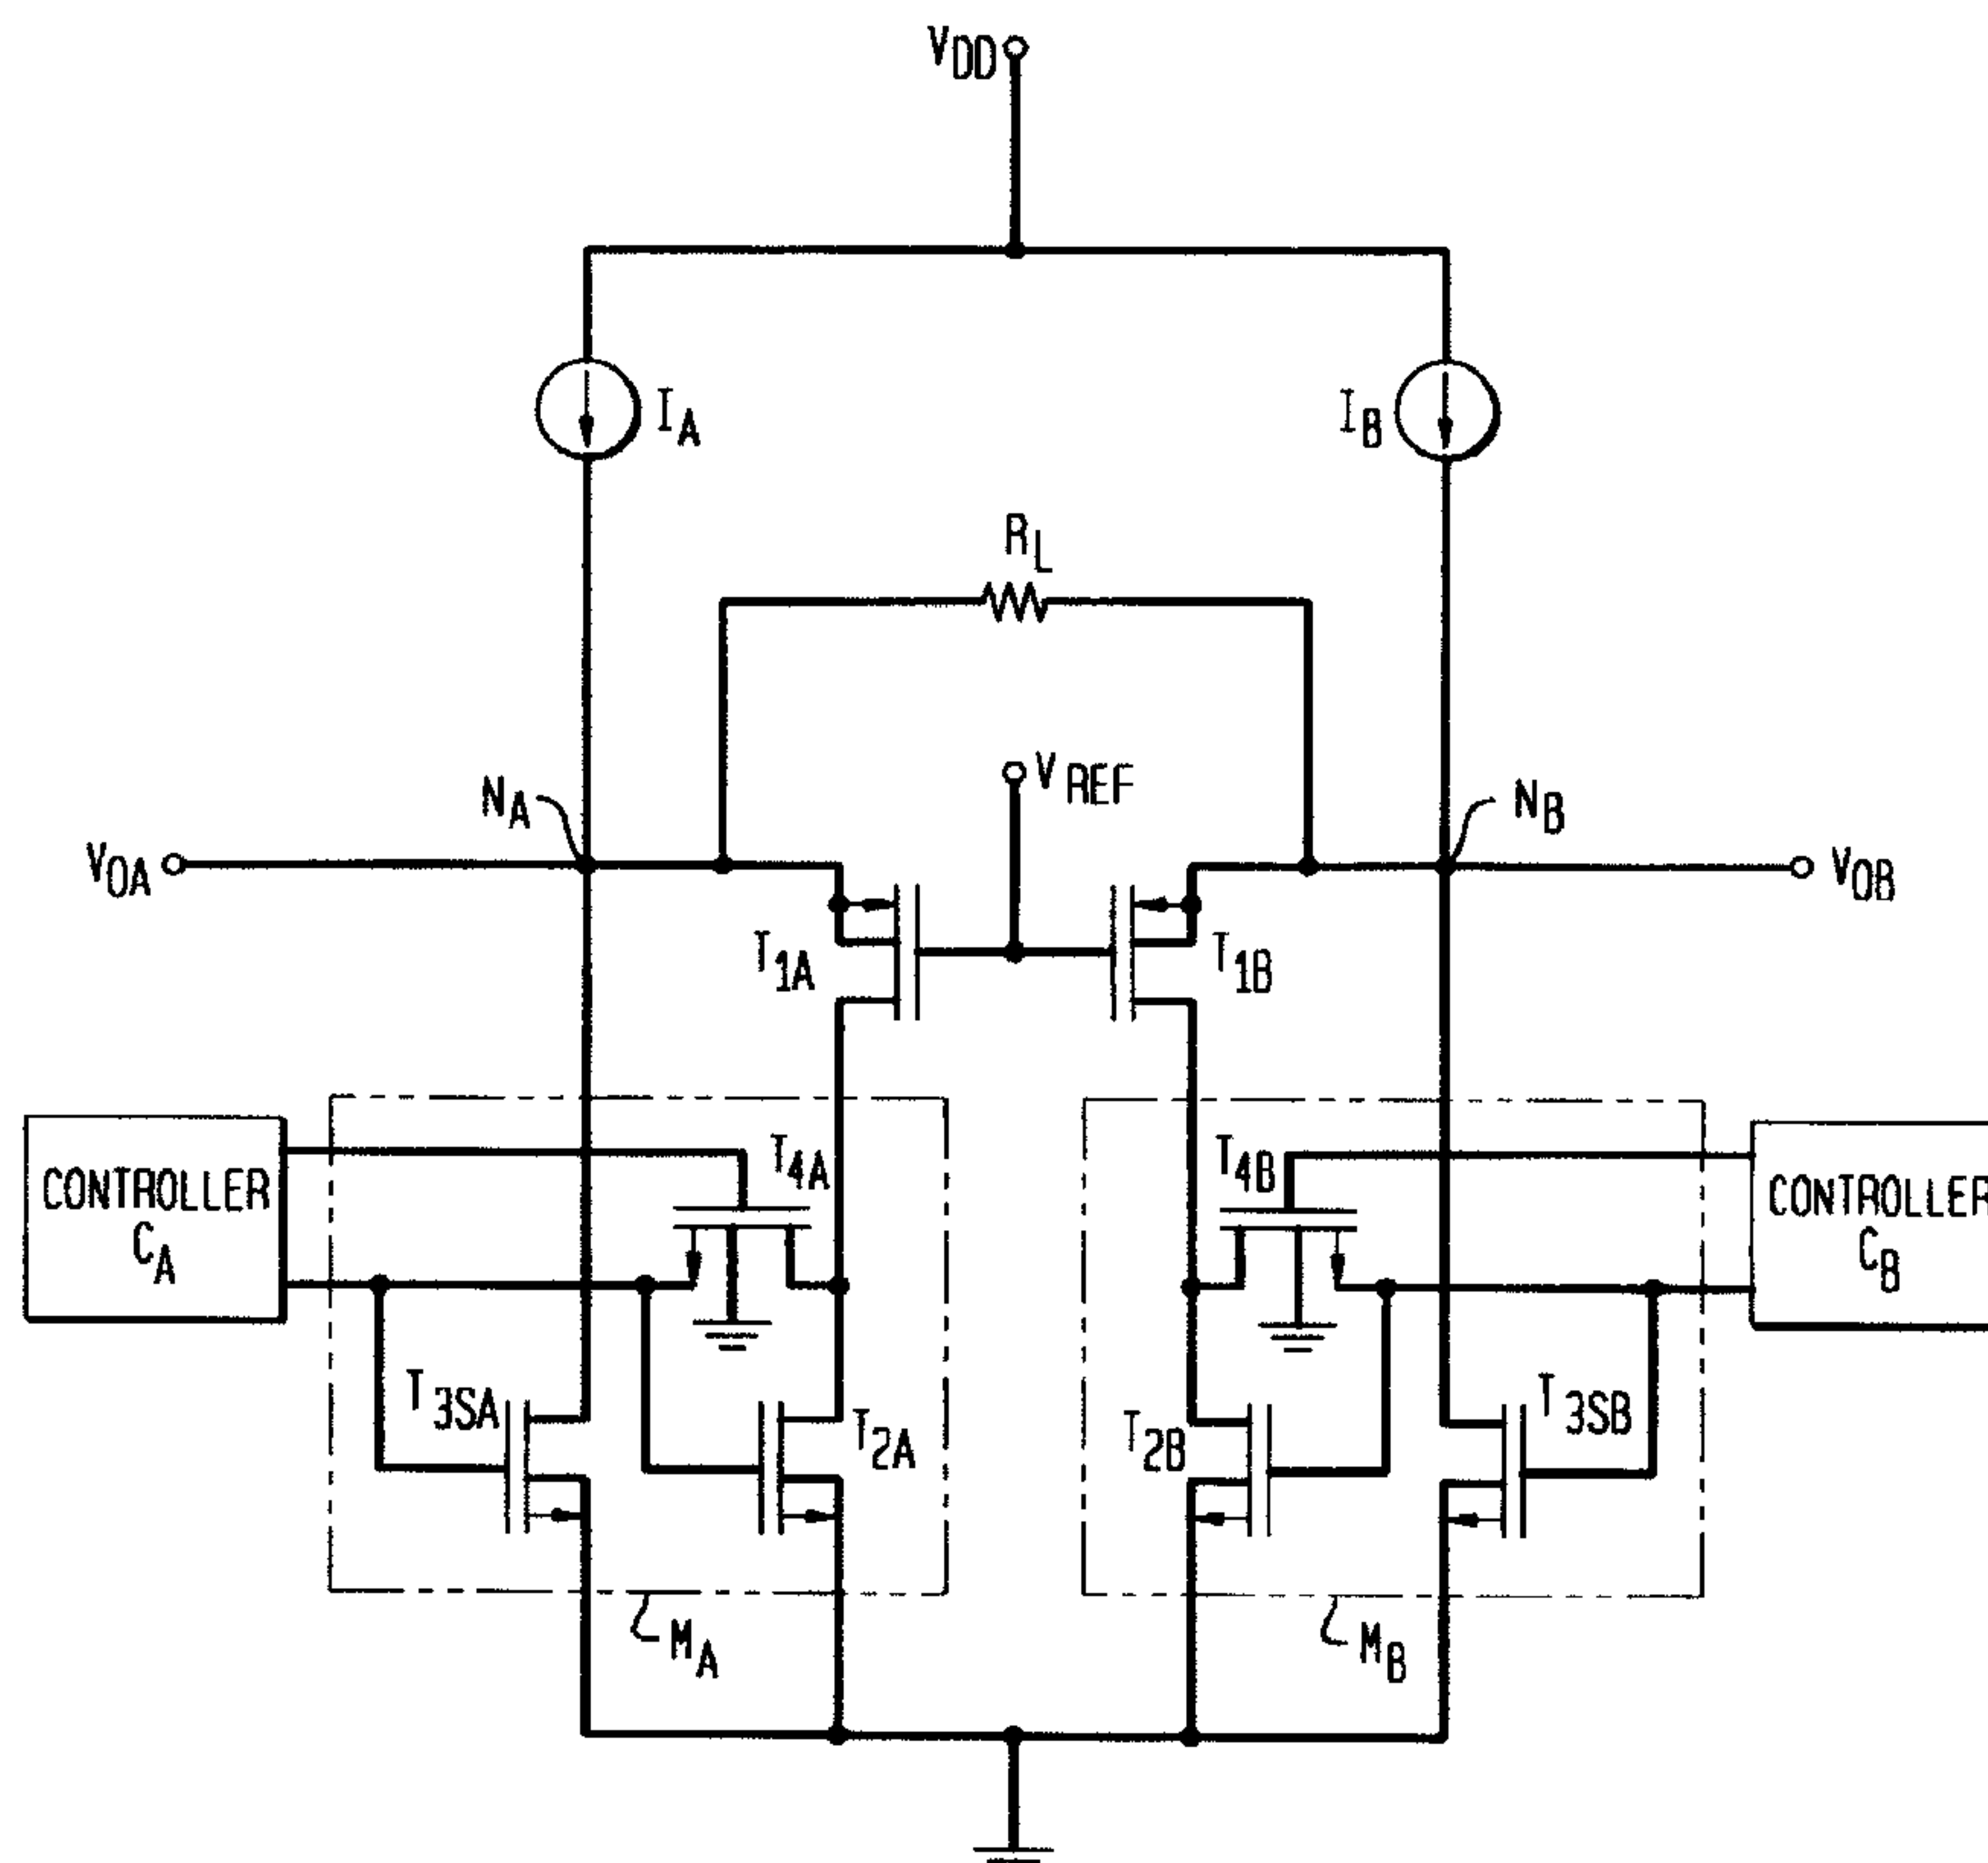 VDD
IA
IB
RL
VREF
NA
NB
VOA
VOB
T1A
T1B
CONTROLLER
CA
T4A
T4B
CONTROLLER
CB
T3SA
T2A
T2B
T3SB
MA
MB